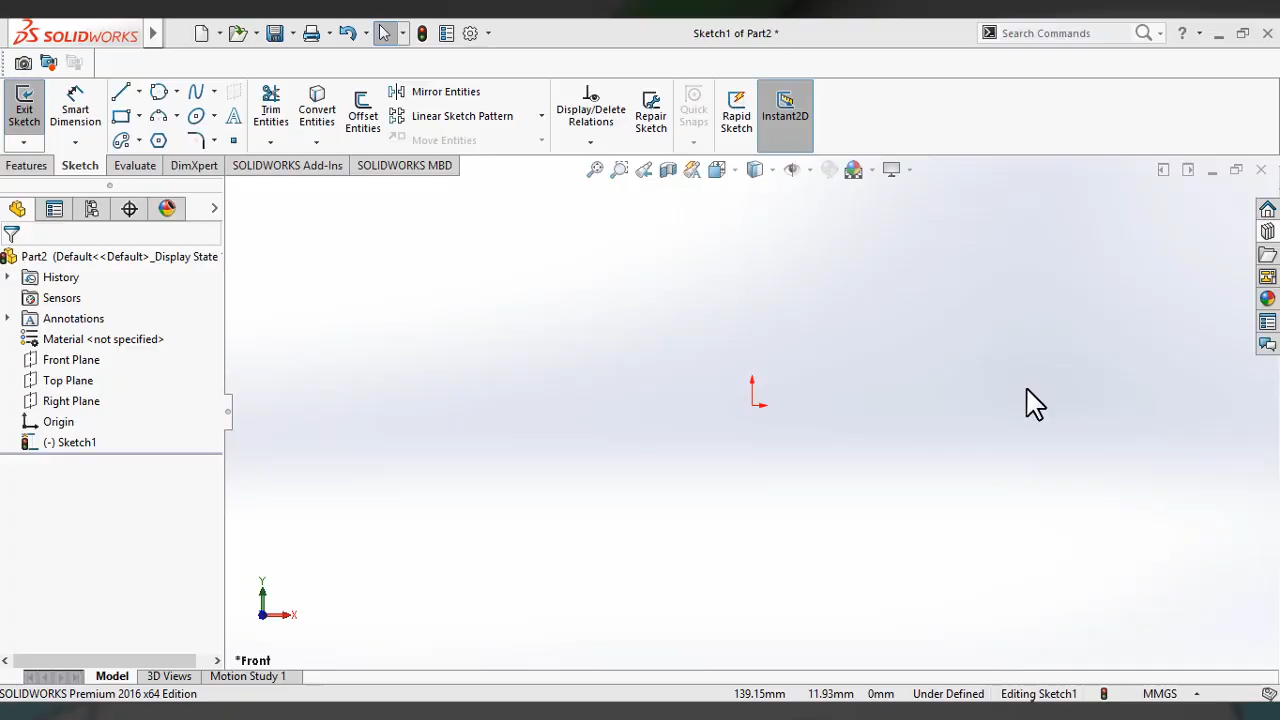 SOLIDWORKS
Sketch1 of Part2 *
Search Commands
?
Exit Sketch
Smart Dimension
Trim Entities
Convert Entities
Offset Entities
Mirror Entities
Linear Sketch Pattern
Move Entities
Display/Delete Relations
Repair Sketch
Quick Snaps
Rapid Sketch
Instant2D
Features
Sketch
Evaluate
DimXpert
SOLIDWORKS Add-Ins
SOLIDWORKS MBD
Part2 (Default<<Default>_Display State
History
Sensors
Annotations
Material <not specified>
Front Plane
Top Plane
Right Plane
Origin
(-) Sketch1
Y
X
*Front
Model
3D Views
Motion Study 1
SOLIDWORKS Premium 2016 x64 Edition
139.15mm
11.93mm
0mm
Under Defined
Editing Sketch1
MMGS